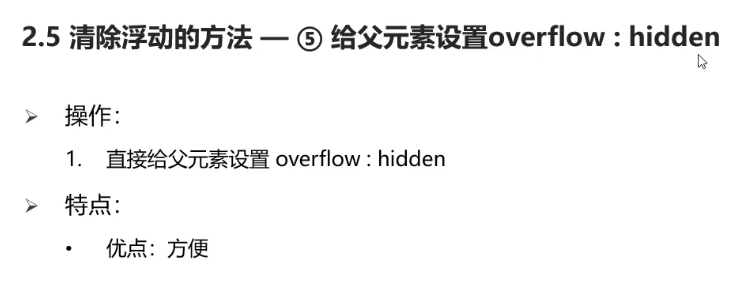 2.5 清除浮动的方法 — ⑤ 给父元素设置overflow : hidden
➢ 操作：
1. 直接给父元素设置 overflow : hidden
➢ 特点：
• 优点：方便